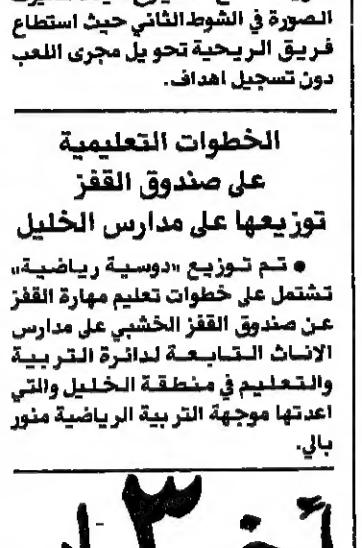 الصورة في الشوط الثاني حيث استطاع
فريق الريحية تحويل مجرى اللعب
دون تسجيل اهداف.
الخطوات التعليمية
على صندوق القفز
توزيعها على مدارس الخليل
● تم توزيع «دوسية رياضية»
تشتمل على خطوات تعليم مهارة القفز
عن صندوق القفز الخشبي على مدارس
الاناث التابعة لدائرة التربية
والتعليم في منطقة الخليل والتي
اعدتها موجهة التربية الرياضية منور
بالي.